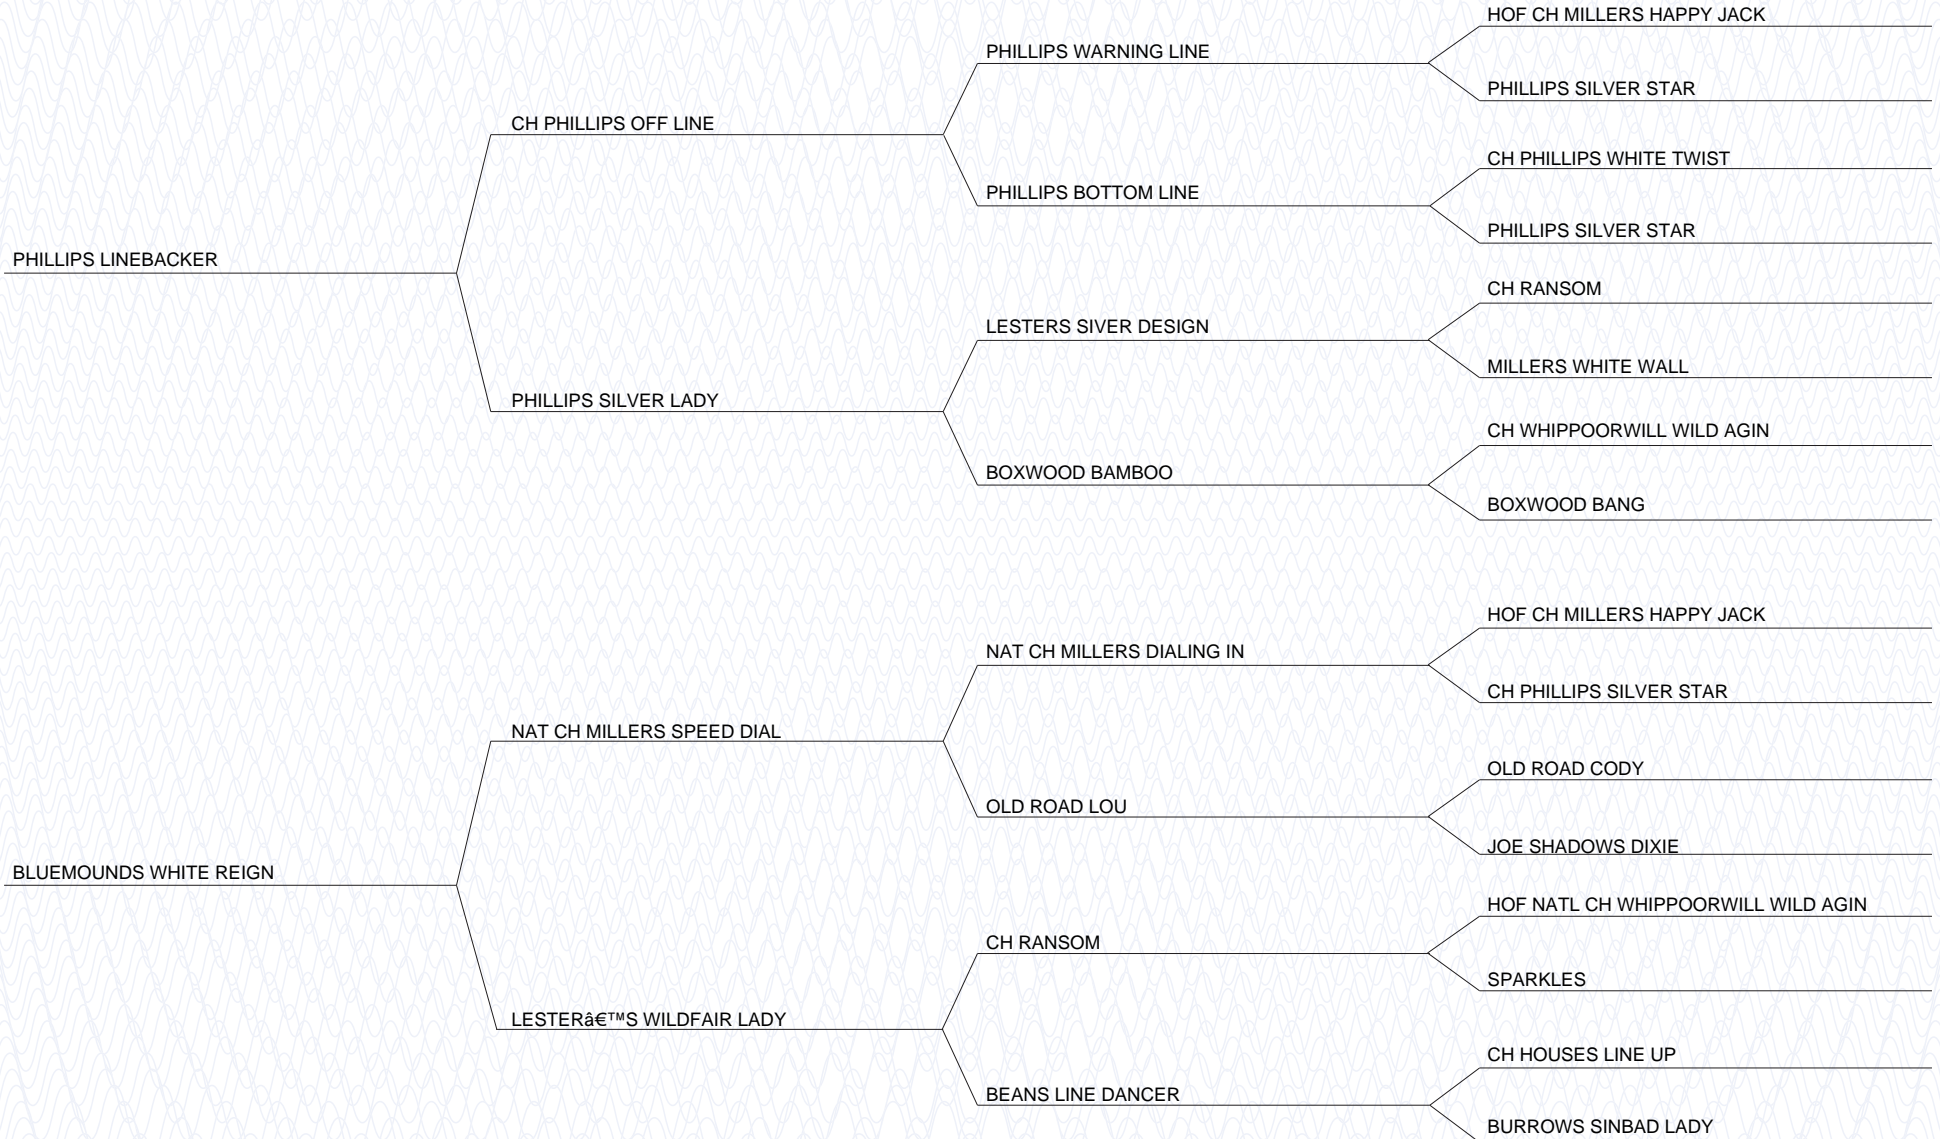 HOF CH MILLERS HAPPY JACK
PHILLIPS WARNING LINE
PHILLIPS SILVER STAR
CH PHILLIPS OFF LINE
CH PHILLIPS WHITE TWIST
PHILLIPS BOTTOM LINE
PHILLIPS SILVER STAR
PHILLIPS LINEBACKER
CH RANSOM
LESTERS SIVER DESIGN
MILLERS WHITE WALL
PHILLIPS SILVER LADY
CH WHIPPOORWILL WILD AGIN
BOXWOOD BAMBOO
BOXWOOD BANG
HOF CH MILLERS HAPPY JACK
NAT CH MILLERS DIALING IN
CH PHILLIPS SILVER STAR
NAT CH MILLERS SPEED DIAL
OLD ROAD CODY
OLD ROAD LOU
JOE SHADOWS DIXIE
BLUEMOUNDS WHITE REIGN
HOF NATL CH WHIPPOORWILL WILD AGIN
CH RANSOM
SPARKLES
LESTERâ€™S WILDFAIR LADY
CH HOUSES LINE UP
BEANS LINE DANCER
BURROWS SINBAD LADY